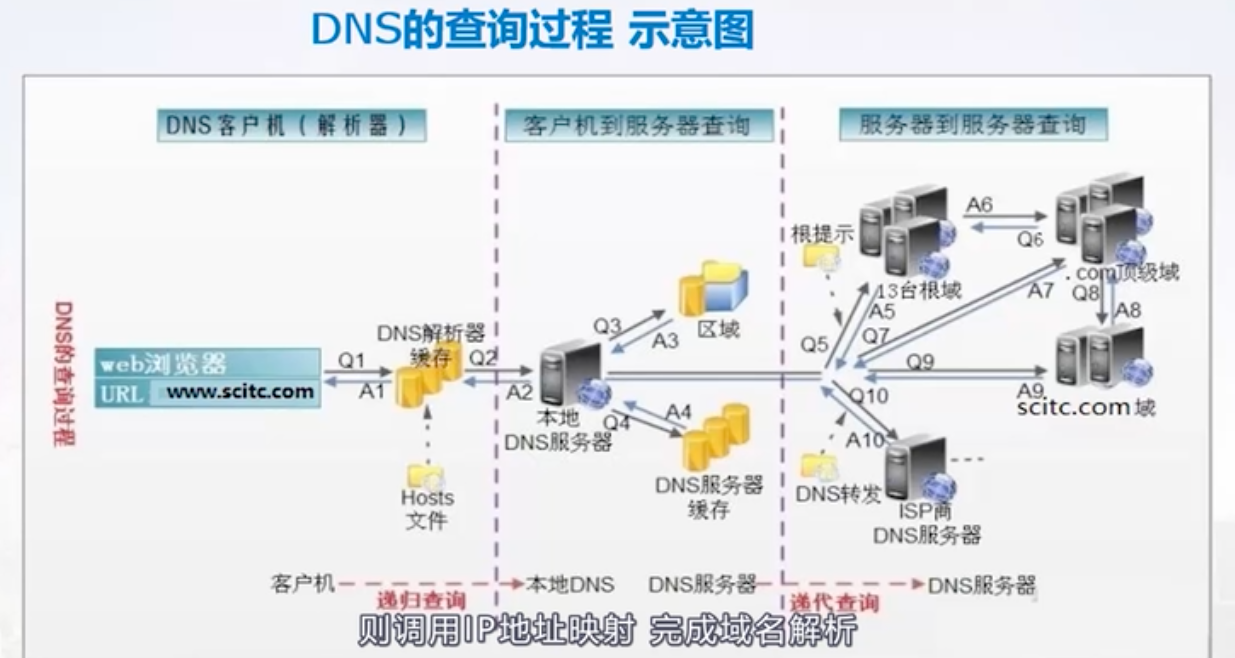 DNS的查询过程 示意图
DNS客户机(解析器)
客户机到服务器查询
服务器到服务器查询
DNS的查询过程
web浏览器
URL www.scitc.com
Q1
A1
DNS解析器
缓存
Hosts
文件
Q2
A2
本地
DNS服务器
Q3
A3
区域
Q4
A4
DNS服务器
缓存
根提示
13台根域
Q5
A5
A6
Q6
.com顶级域
Q7
A7
Q8
A8
Q9
A9
scitc.com域
Q10
A10
DNS转发
ISP商
DNS服务器
客户机
递归查询
本地DNS
DNS服务器
递代查询
DNS服务器
则调用IP地址映射 完成域名解析